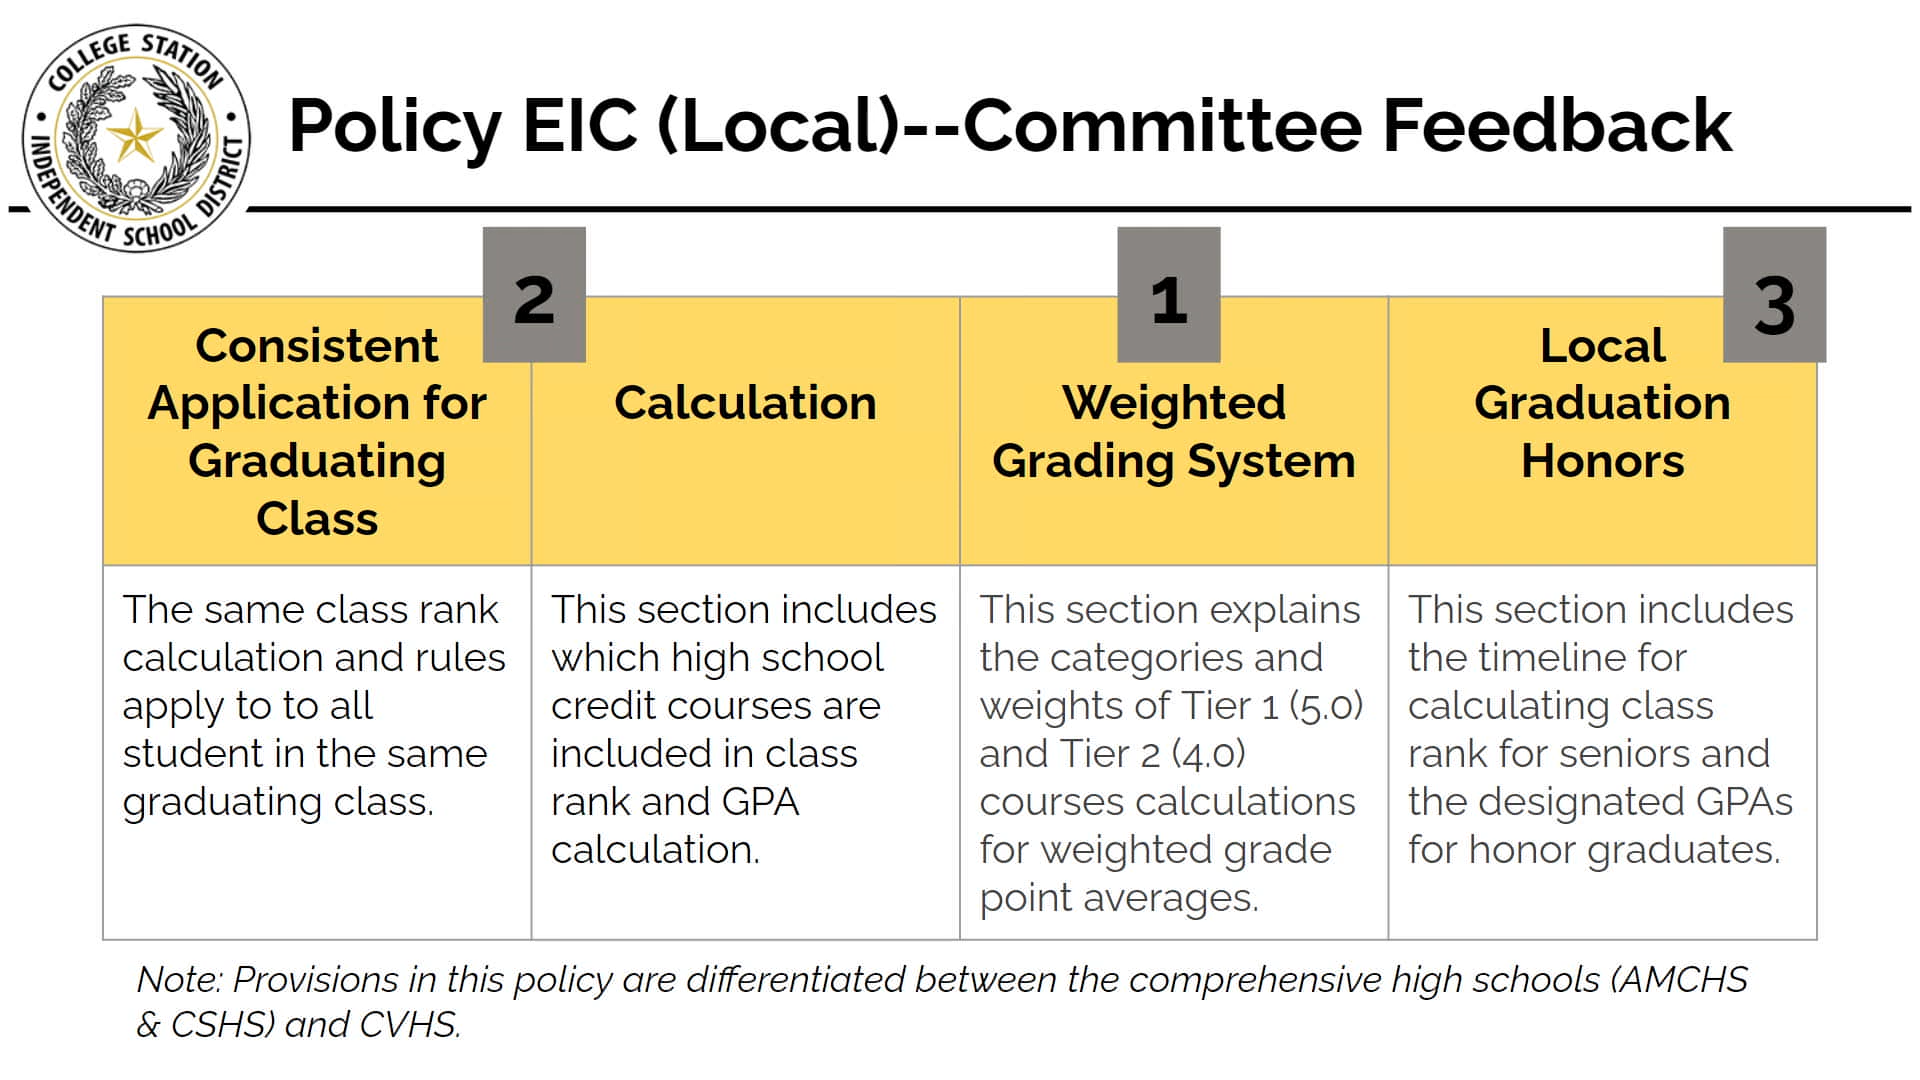 COLLEGE STATION
INDEPENDENT SCHOOL DISTRICT
Policy EIC (Local)--Committee Feedback
2
1
3
Consistent
Application for
Graduating
Class
Calculation
Weighted
Grading System
Local
Graduation
Honors
The same class rank
calculation and rules
apply to to all
student in the same
graduating class.
This section includes
which high school
credit courses are
included in class
rank and GPA
calculation.
This section explains
the categories and
weights of Tier 1 (5.0)
and Tier 2 (4.0)
courses calculations
for weighted grade
point averages.
This section includes
the timeline for
calculating class
rank for seniors and
the designated GPAs
for honor graduates.
Note: Provisions in this policy are differentiated between the comprehensive high schools (AMCHS
& CSHS) and CVHS.